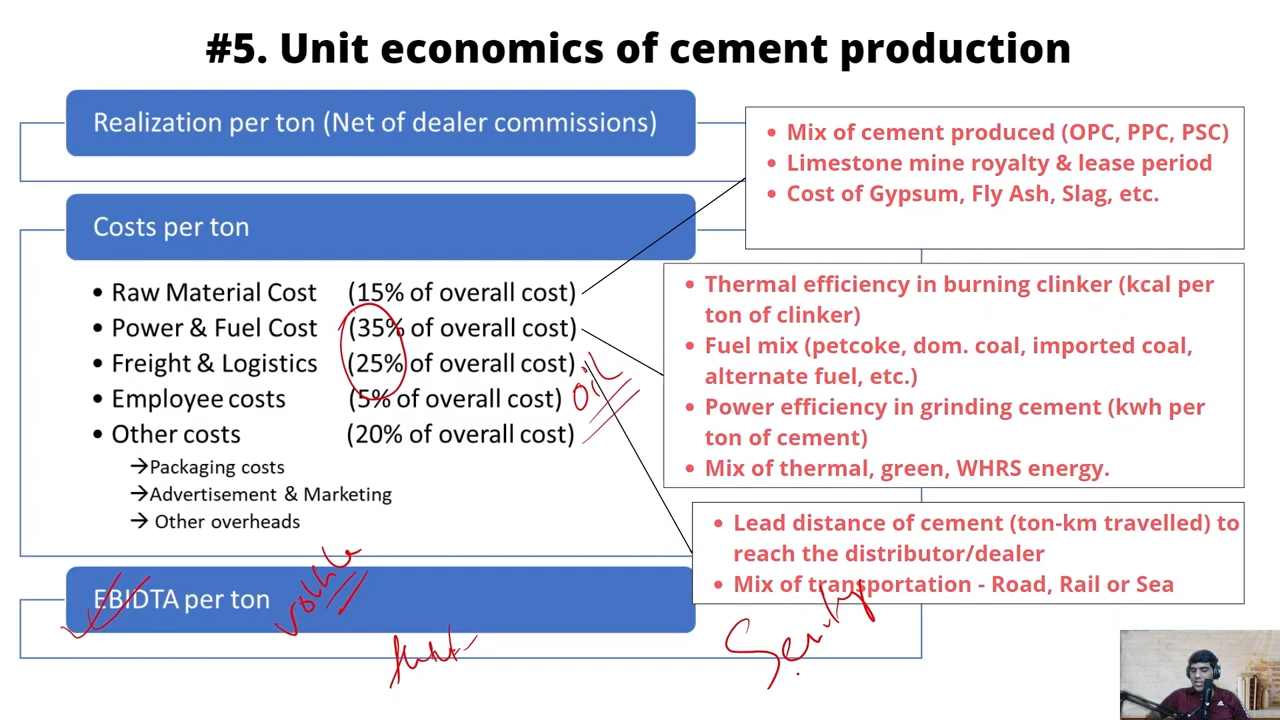 #5. Unit economics of cement production
Realization per ton (Net of dealer commissions)
Costs per ton
• Raw Material Cost (15% of overall cost)
• Power & Fuel Cost (35% of overall cost)
• Freight & Logistics (25% of overall cost)
• Employee costs (5% of overall cost)
• Other costs (20% of overall cost)
→Packaging costs
→Advertisement & Marketing
→ Other overheads
EBIDTA per ton
• Mix of cement produced (OPC, PPC, PSC)
• Limestone mine royalty & lease period
• Cost of Gypsum, Fly Ash, Slag, etc.
• Thermal efficiency in burning clinker (kcal per
ton of clinker)
• Fuel mix (petcoke, dom. coal, imported coal,
alternate fuel, etc.)
• Power efficiency in grinding cement (kwh per
ton of cement)
• Mix of thermal, green, WHRS energy.
• Lead distance of cement (ton-km travelled) to
reach the distributor/dealer
• Mix of transportation - Road, Rail or Sea
oil